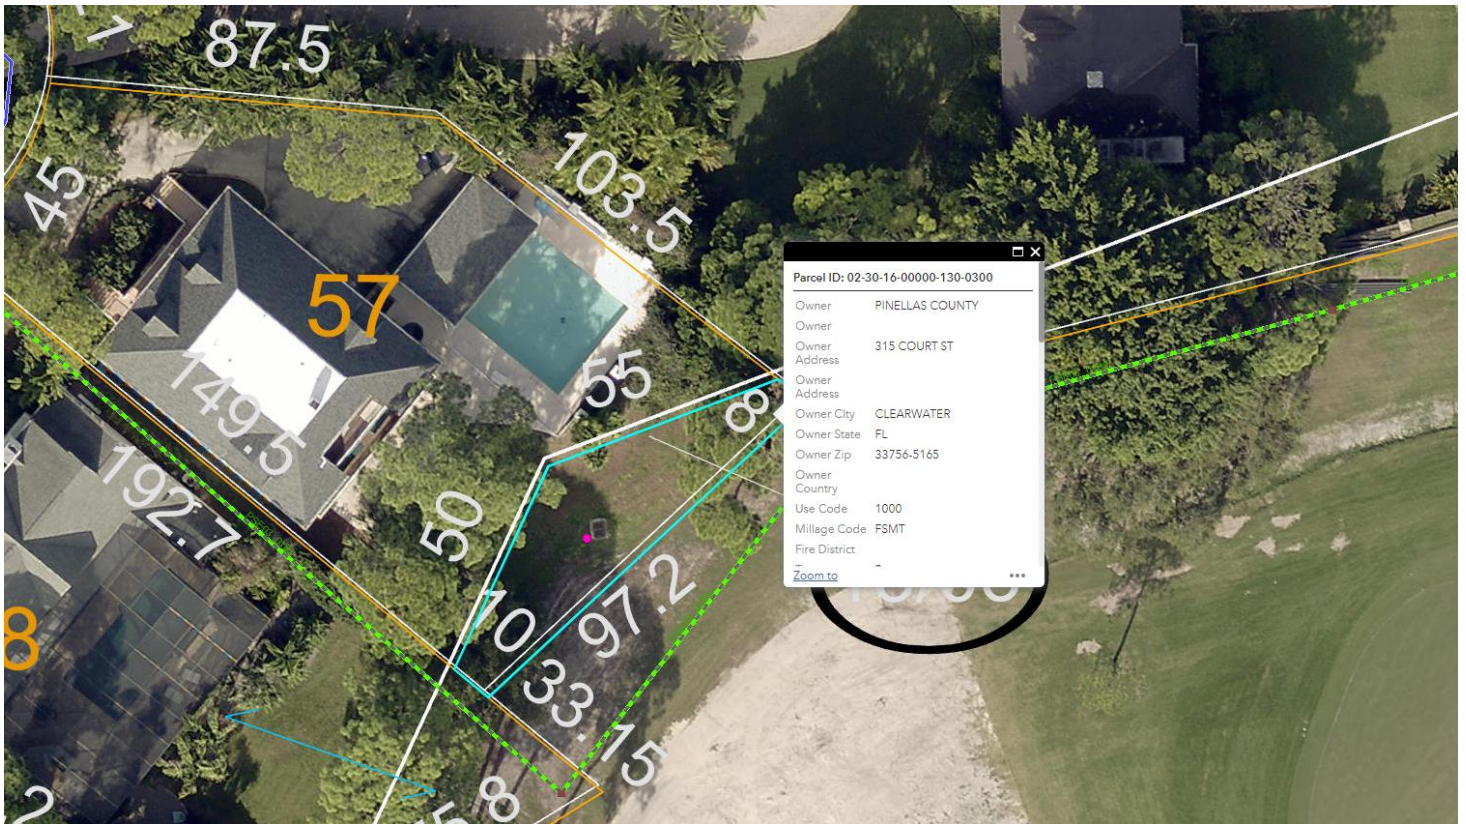 87.5
45
103.5
57
55
8
149.5
192.7
50
10
97.2
33.
15
8
8
2
Parcel ID: 02-30-16-00000-130-0300
Owner PINELLAS COUNTY
Owner
Owner Address 315 COURT ST
Owner Address
Owner City CLEARWATER
Owner State FL
Owner Zip 33756-5165
Owner Country
Use Code 1000
Millage Code FSMT
Fire District
Zoom to